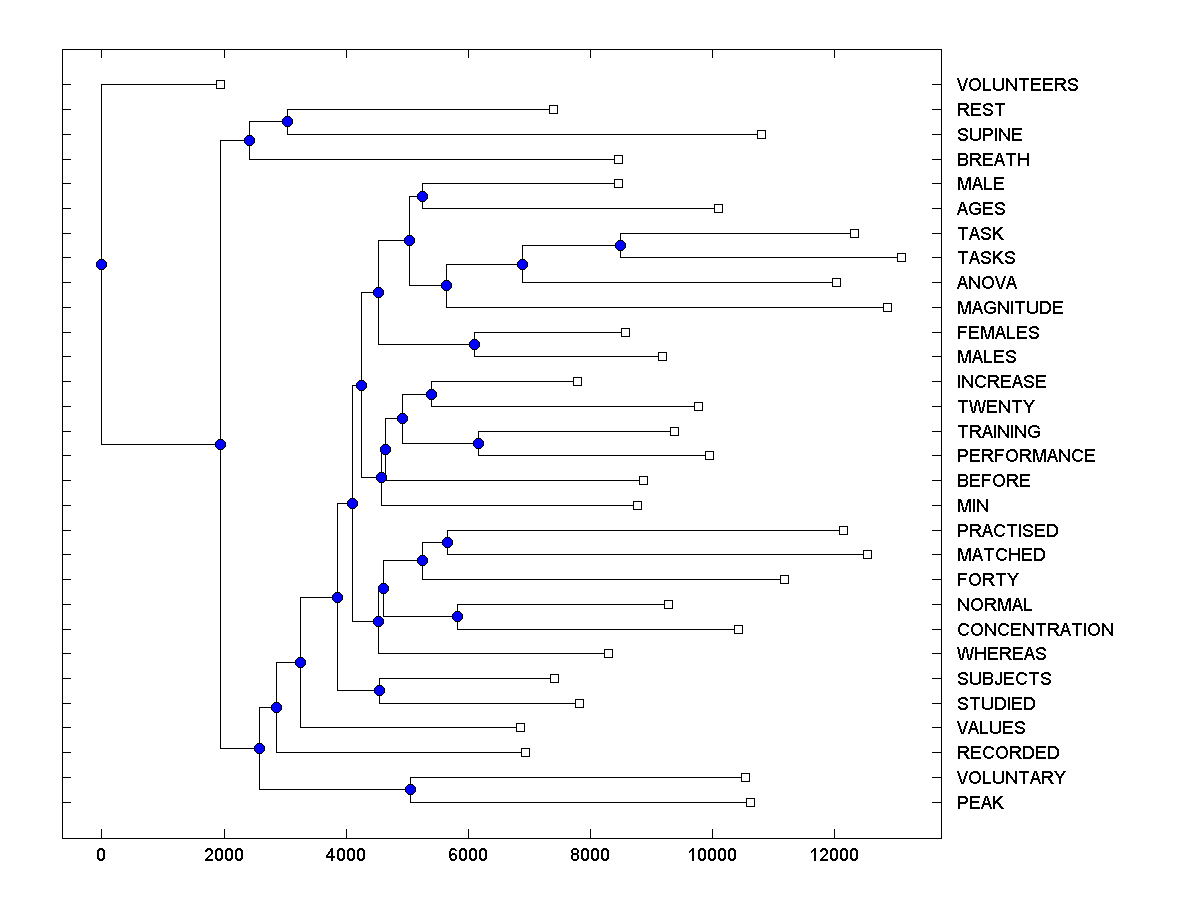 VOLUNTEERS
REST
SUPINE
BREATH
MALE
AGES
TASK
TASKS
ANOVA
MAGNITUDE
FEMALES
MALES
INCREASE
TWENTY
TRAINING
PERFORMANCE
BEFORE
MIN
PRACTISED
MATCHED
FORTY
NORMAL
CONCENTRATION
WHEREAS
SUBJECTS
STUDIED
VALUES
RECORDED
VOLUNTARY
PEAK
0 2000 4000 6000 8000 10000 12000